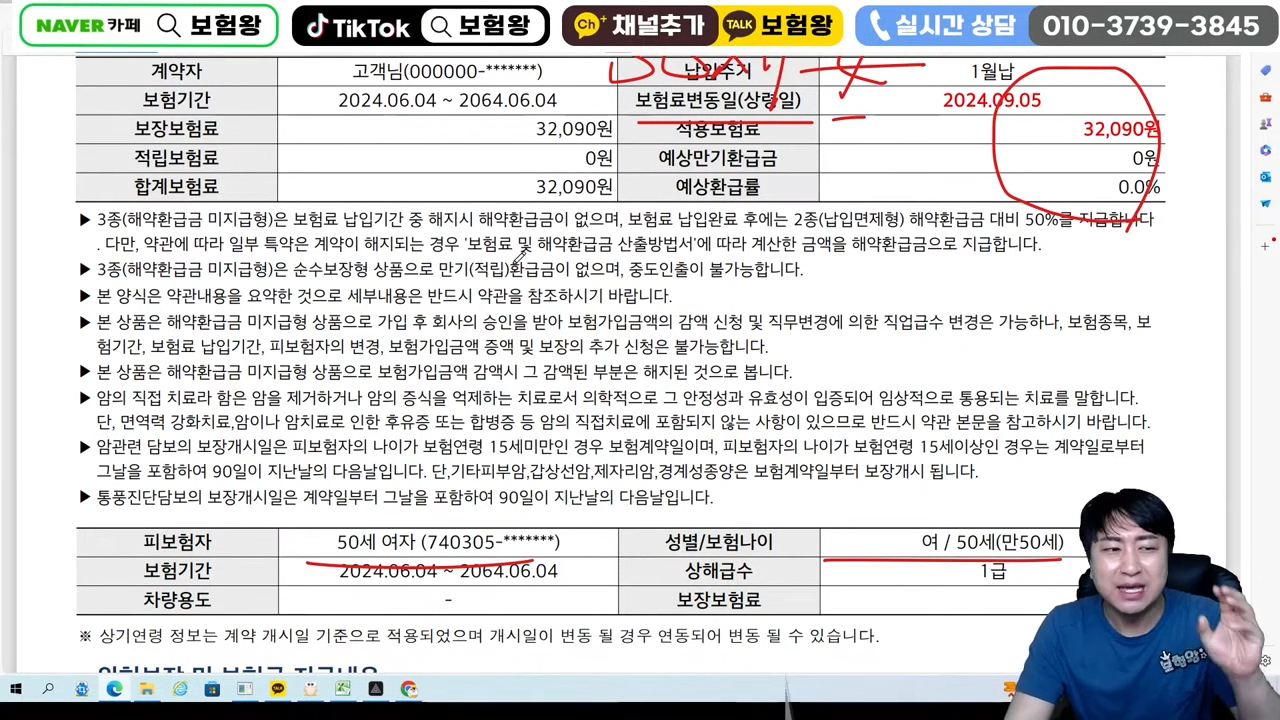 NAVER 카페 보험왕 TikTok 보험왕 Ch+ 채널추가 TALK 보험왕 실시간 상담 010-3739-3845
계약자 고객님(000000-*******) 납입주기 1월납
보험기간 2024.06.04 ~ 2064.06.04 보험료변동일(상령일) 2024.09.05
보장보험료 32,090원 적용보험료 32,090원
적립보험료 0원 예상만기환급금 0원
합계보험료 32,090원 예상환급률 0.0%
▶ 3종(해약환급금 미지급형)은 보험료 납입기간 중 해지시 해약환급금이 없으며, 보험료 납입완료 후에는 2종(납입면제형) 해약환급금 대비 50%를 지급합니다
. 다만, 약관에 따라 일부 특약은 계약이 해지되는 경우 '보험료 및 해약환급금 산출방법서'에 따라 계산한 금액을 해약환급금으로 지급합니다.
▶ 3종(해약환급금 미지급형)은 순수보장형 상품으로 만기(적립)환급금이 없으며, 중도인출이 불가능합니다.
▶ 본 양식은 약관내용을 요약한 것으로 세부내용은 반드시 약관을 참조하시기 바랍니다.
▶ 본 상품은 해약환급금 미지급형 상품으로 가입 후 회사의 승인을 받아 보험가입금액의 감액 신청 및 직무변경에 의한 직업급수 변경은 가능하나, 보험종목, 보
험기간, 보험료 납입기간, 피보험자의 변경, 보험가입금액 증액 및 보장의 추가 신청은 불가능합니다.
▶ 본 상품은 해약환급금 미지급형 상품으로 보험가입금액 감액시 그 감액된 부분은 해지된 것으로 봅니다.
▶ 암의 직접 치료라 함은 암을 제거하거나 암의 증식을 억제하는 치료로서 의학적으로 그 안정성과 유효성이 입증되어 임상적으로 통용되는 치료를 말합니다.
단, 면역력 강화치료,암이나 암치료로 인한 후유증 또는 합병증 등 암의 직접치료에 포함되지 않는 사항이 있으므로 반드시 약관 본문을 참고하시기 바랍니다.
▶ 암관련 담보의 보장개시일은 피보험자의 나이가 보험연령 15세미만인 경우 보험계약일이며, 피보험자의 나이가 보험연령 15세이상인 경우는 계약일로부터
그날을 포함하여 90일이 지난날의 다음날입니다. 단,기타피부암,갑상선암,제자리암,경계성종양은 보험계약일부터 보장개시 됩니다.
▶ 통풍진단담보의 보장개시일은 계약일부터 그날을 포함하여 90일이 지난날의 다음날입니다.
피보험자 50세 여자 (740305-*******) 성별/보험나이 여 / 50세(만50세)
보험기간 2024.06.04 ~ 2064.06.04 상해급수 1급
차량용도 - 보장보험료
※ 상기연령 정보는 계약 개시일 기준으로 적용되었으며 개시일이 변동 될 경우 연동되어 변동 될 수 있습니다.
보험왕